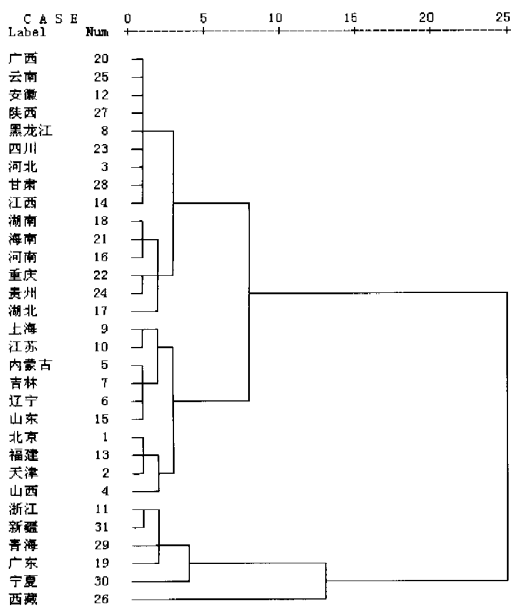 C A S E 0 5 10 15 20 25
Label Num
广西 20
云南 25
安徽 12
陕西 27
黑龙江 8
四川 23
河北 3
甘肃 28
江西 14
湖南 18
海南 21
河南 16
重庆 22
贵州 24
湖北 17
上海 9
江苏 10
内蒙古 5
吉林 7
辽宁 6
山东 15
北京 1
福建 13
天津 2
山西 4
浙江 11
新疆 31
青海 29
广东 19
宁夏 30
西藏 26